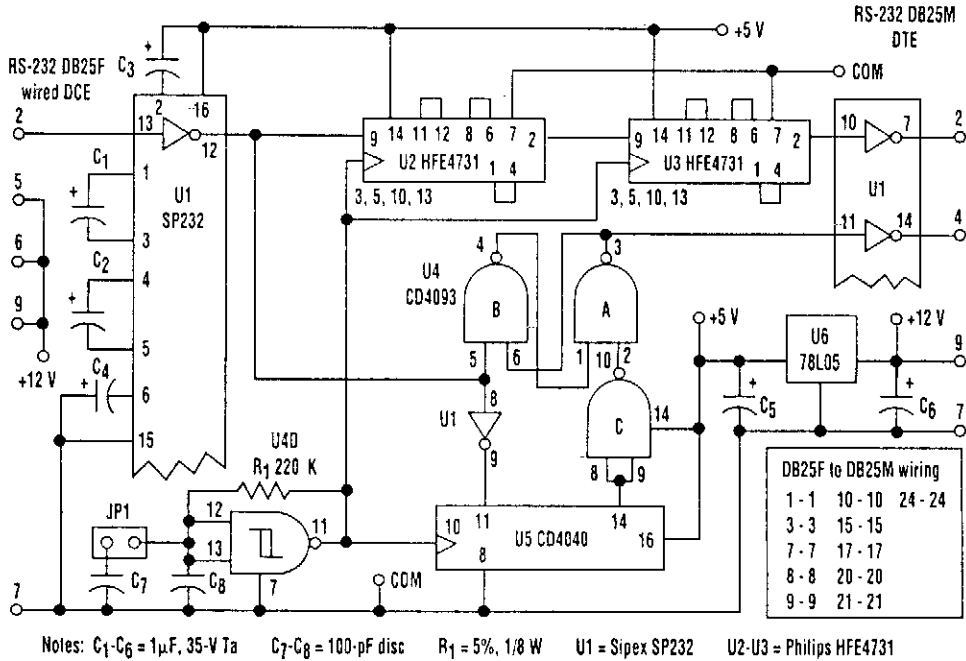 RS-232 DB25M
DTE
+5 V
COM
RS-232 DB25F
wired DCE
C3
+
2
16
2
13
12
C1
+
1
5
U1
SP232
3
6
C2
4
+
9
5
+12 V
C4
+
6
15
9
14
11
12
8
6
7
2
U2 HFE4731
1
4
3, 5, 10, 13
9
14
11
12
8
6
7
2
U3 HFE4731
1
4
3, 5, 10, 13
10
7
2
U1
11
14
4
4
3
U4
CD4093
B
A
5
6
1
10
2
8
U1
9
C
14
8
9
+5 V
+12 V
U6
78L05
9
+
C5
+
C6
7
U4D
R1 220 K
12
11
13
7
JP1
C7
C8
7
COM
10
11
14
U5 CD4040
16
8
DB25F to DB25M wiring
1 - 1 10 - 10 24 - 24
3 - 3 15 - 15
7 - 7 17 - 17
8 - 8 20 - 20
9 - 9 21 - 21
Notes: C1-C6 = 1µF, 35-V Ta C7-C8 = 100-pF disc R1 = 5%, 1/8 W U1 = Sipex SP232 U2-U3 = Philips HFE4731